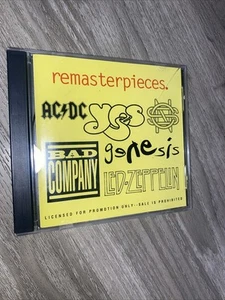 remasterpieces.
AC/DC
yes
BAD
COMPANY
genesis
LED-ZEPPELIN
LICENSED FOR PROMOTION ONLY--SALE IS PROHIBITED